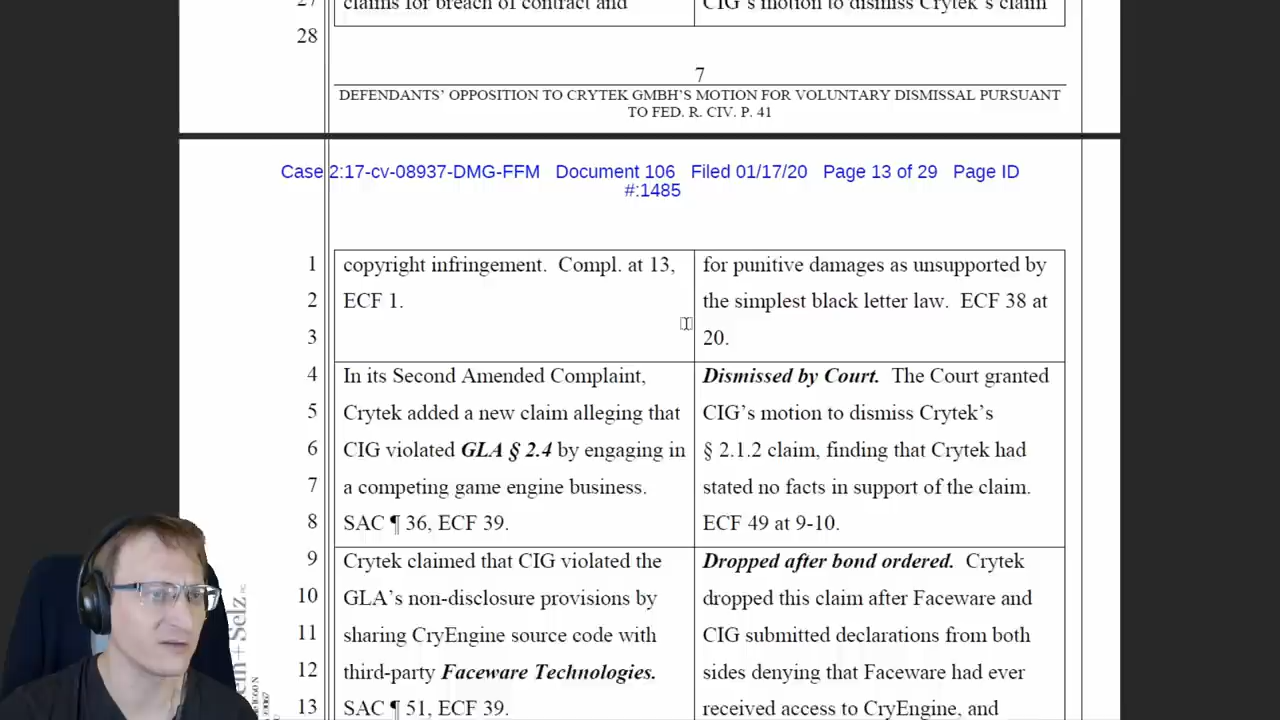 27
claims for breach of contract and
CIG's motion to dismiss Crytek's claim
28
7
DEFENDANTS' OPPOSITION TO CRYTEK GMBH'S MOTION FOR VOLUNTARY DISMISSAL PURSUANT
TO FED. R. CIV. P. 41
Case 2:17-cv-08937-DMG-FFM Document 106 Filed 01/17/20 Page 13 of 29 Page ID
#:1485
1
copyright infringement. Compl. at 13,
for punitive damages as unsupported by
2
ECF 1.
the simplest black letter law. ECF 38 at
3
20.
4
In its Second Amended Complaint,
Dismissed by Court. The Court granted
5
Crytek added a new claim alleging that
CIG's motion to dismiss Crytek's
6
CIG violated GLA § 2.4 by engaging in
§ 2.1.2 claim, finding that Crytek had
7
a competing game engine business.
stated no facts in support of the claim.
8
SAC ¶ 36, ECF 39.
ECF 49 at 9-10.
9
Crytek claimed that CIG violated the
Dropped after bond ordered. Crytek
10
GLA's non-disclosure provisions by
dropped this claim after Faceware and
11
sharing CryEngine source code with
CIG submitted declarations from both
12
third-party Faceware Technologies.
sides denying that Faceware had ever
13
SAC ¶ 51, ECF 39.
received access to CryEngine, and
ein + Selz